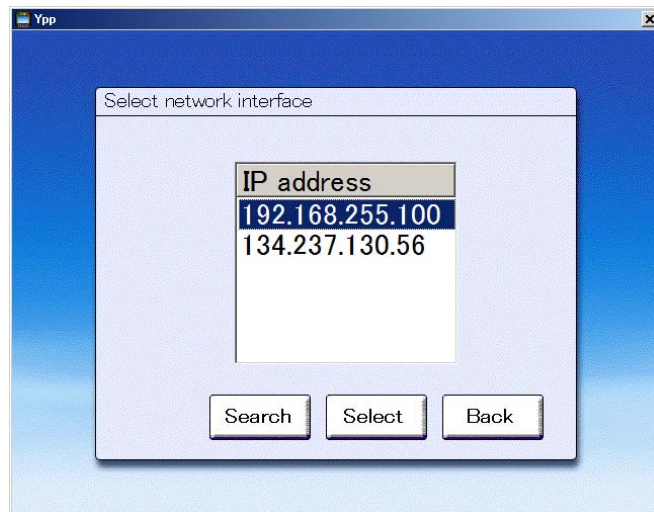 Ypp
Select network interface
IP address
192.168.255.100
134.237.130.56
Search Select Back